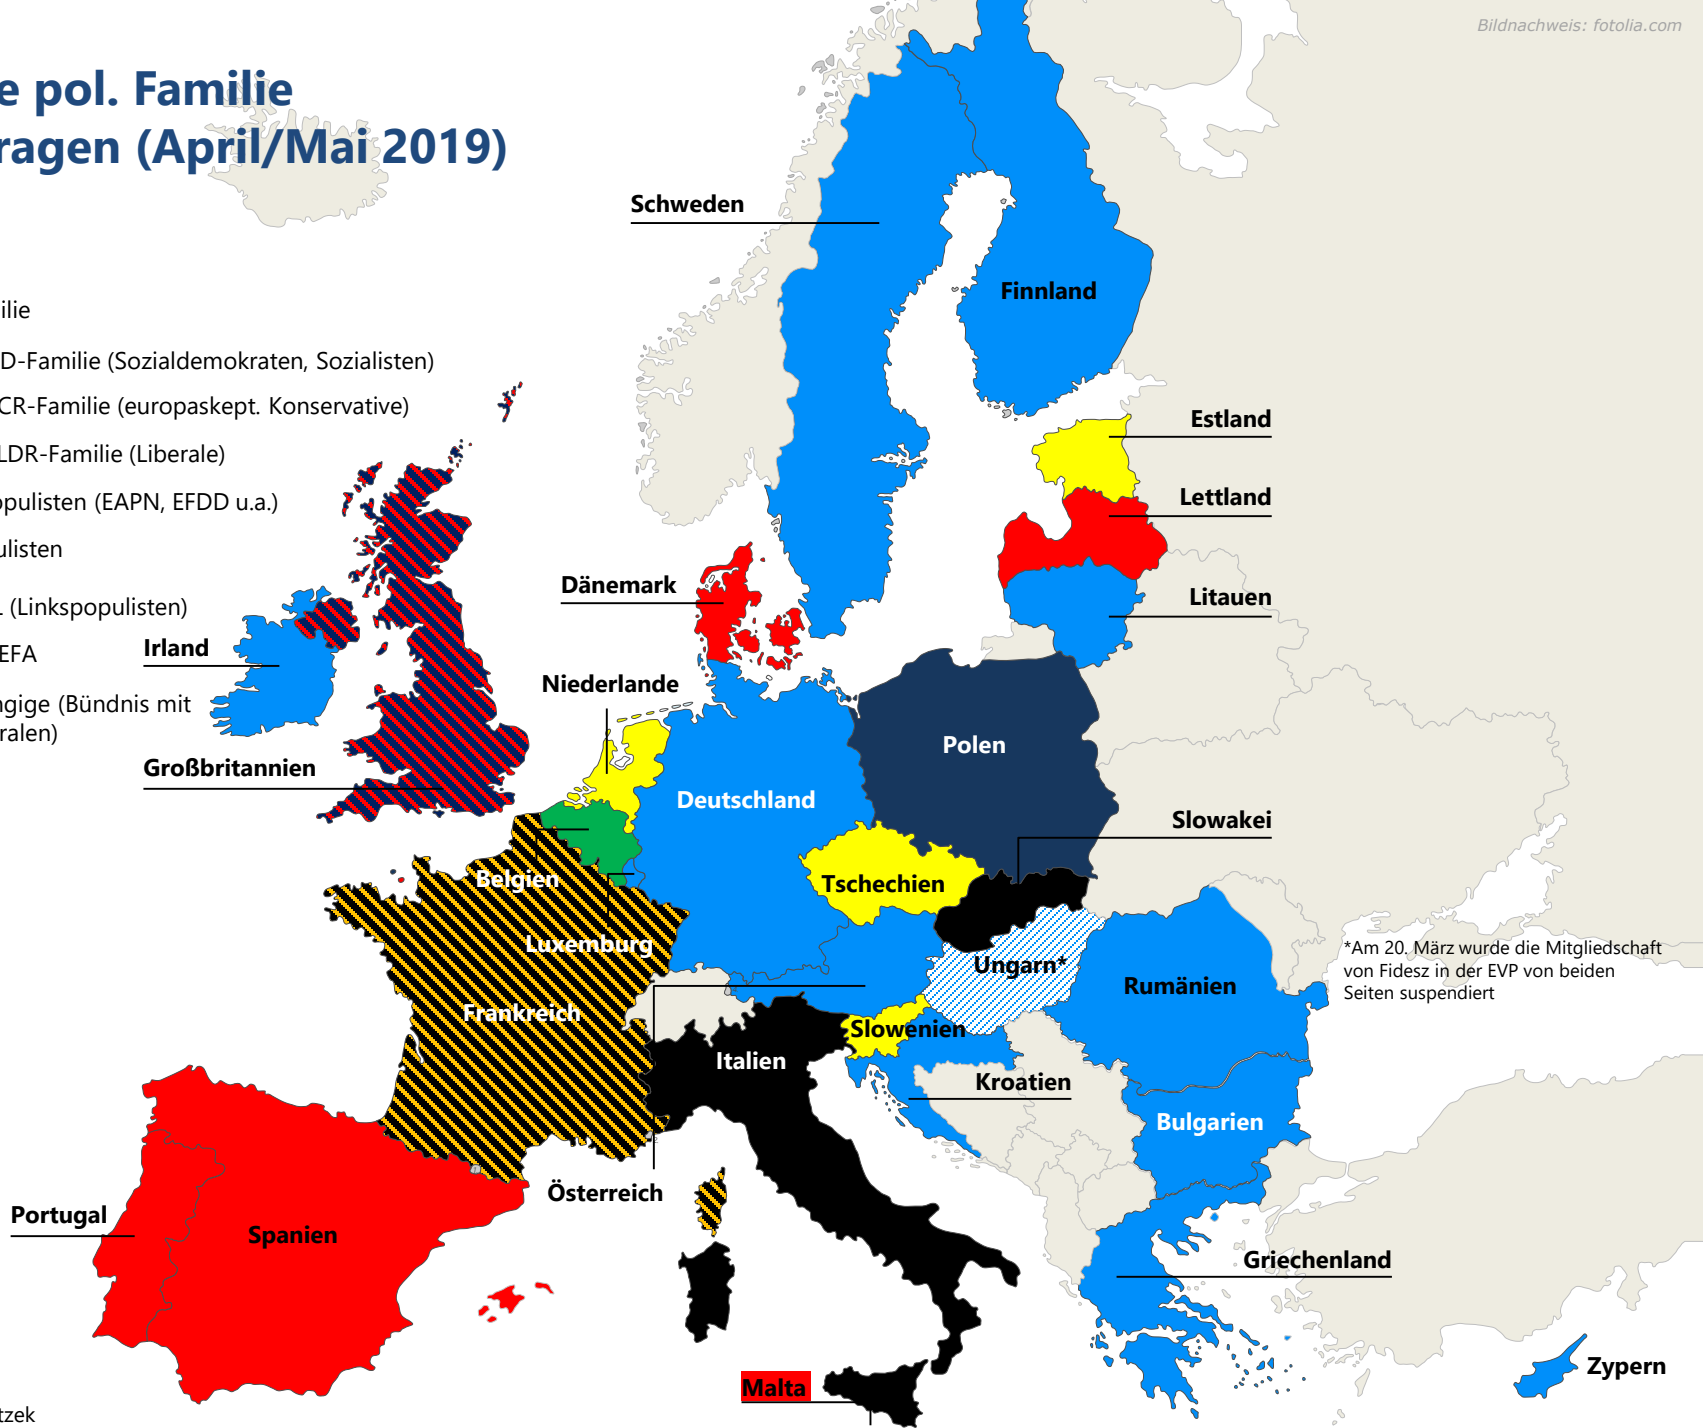 Bildnachweis: fotolia.com
e pol. Familie
ragen (April/Mai 2019)
ilie
D-Familie (Sozialdemokraten, Sozialisten)
CR-Familie (europaskept. Konservative)
LDR-Familie (Liberale)
opulisten (EAPN, EFDD u.a.)
ulisten
L (Linkspopulisten)
EFA
ngige (Bündnis mit
ralen)
Schweden
Finnland
Estland
Lettland
Litauen
Dänemark
Irland
Niederlande
Großbritannien
Polen
Deutschland
Slowakei
Belgien
Tschechien
Luxemburg
Ungarn*
*Am 20. März wurde die Mitgliedschaft
von Fidesz in der EVP von beiden
Seiten suspendiert
Rumänien
Frankreich
Slowenien
Italien
Kroatien
Bulgarien
Österreich
Portugal
Spanien
Griechenland
Zypern
Malta
tzek